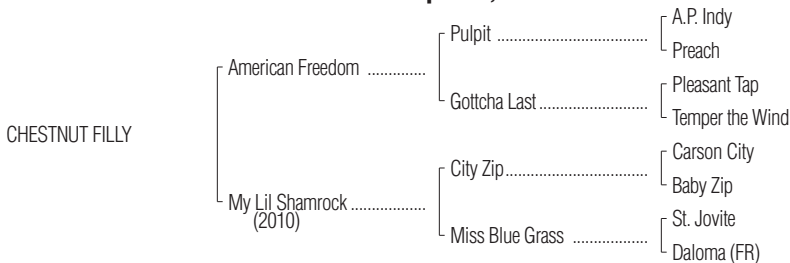 CHESTNUT FILLY
American Freedom ..............
My Lil Shamrock ..................
(2010)
Pulpit ....................................
Gottcha Last..........................
City Zip..................................
Miss Blue Grass ..................
A.P. Indy
Preach
Pleasant Tap
Temper the Wind
Carson City
Baby Zip
St. Jovite
Daloma (FR)